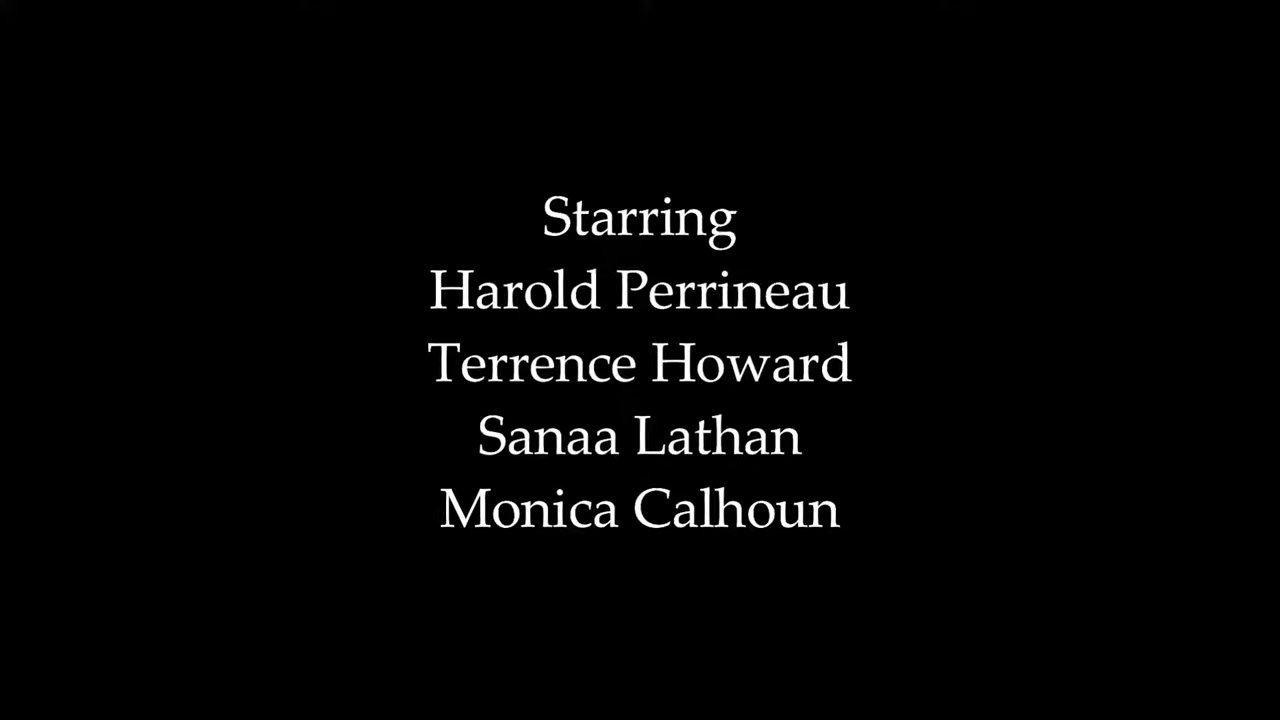 Starring
Harold Perrineau
Terrence Howard
Sanaa Lathan
Monica Calhoun